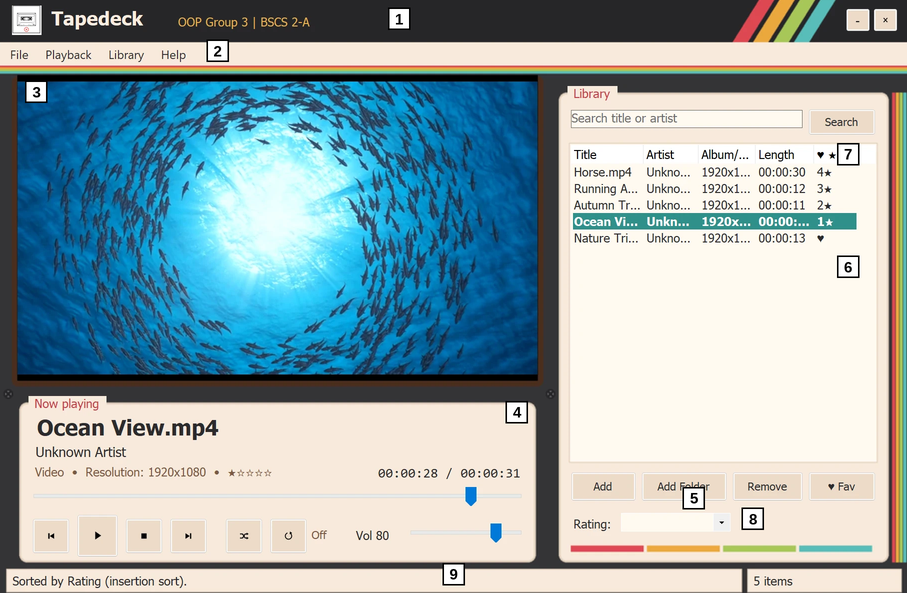 Tapedeck OOP Group 3 | BSCS 2-A 1 - ×
File Playback Library Help 2
3
Library
Search title or artist Search
Title Artist Album/... Length ♥ ★ 7
Horse.mp4 Unkno... 1920x1... 00:00:30 4★
Running A... Unkno... 1920x1... 00:00:12 3★
Autumn Tr... Unkno... 1920x1... 00:00:11 2★
Ocean Vi... Unkn... 1920x... 00:00:... 1★
Nature Tri... Unkno... 1920x1... 00:00:13 ♥
6
Now playing 4
Ocean View.mp4
Unknown Artist
Video • Resolution: 1920x1080 • ★☆☆☆☆ 00:00:28 / 00:00:31
Off Vol 80
Add Add Folder Remove ♥ Fav
5
Rating: 8
Sorted by Rating (insertion sort). 9 5 items